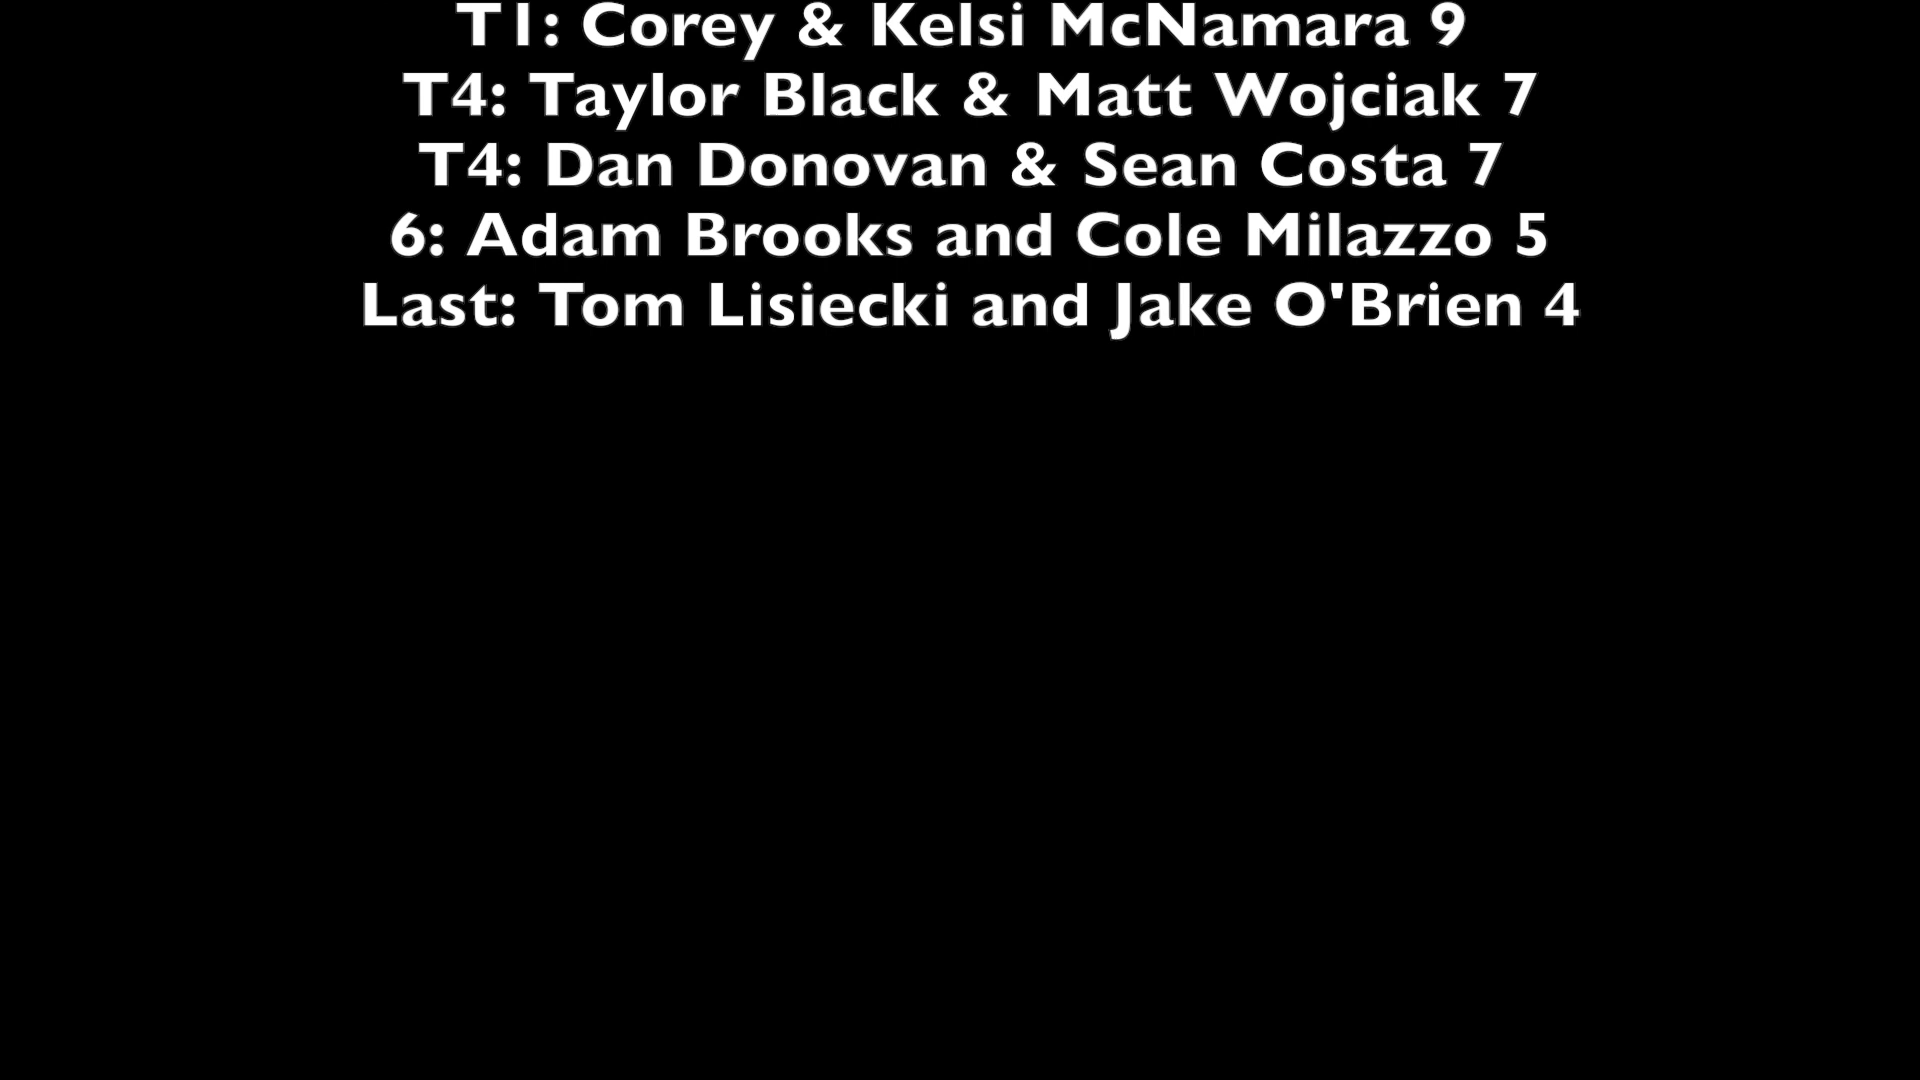 T1: Corey & Kelsi McNamara 9
T4: Taylor Black & Matt Wojciak 7
T4: Dan Donovan & Sean Costa 7
6: Adam Brooks and Cole Milazzo 5
Last: Tom Lisiecki and Jake O'Brien 4